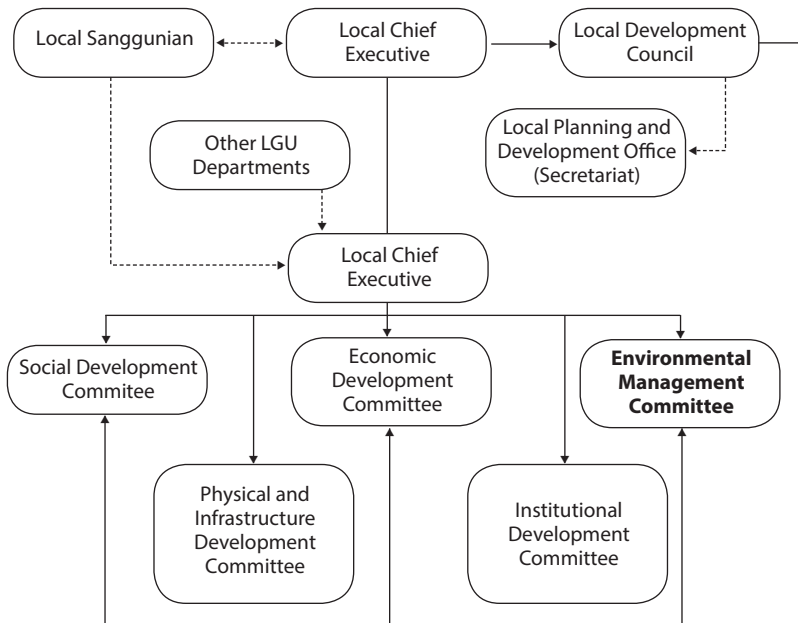 Local Sanggunian
Local Chief
Executive
Local Development
Council
Other LGU
Departments
Local Planning and
Development Office
(Secretariat)
Local Chief
Executive
Social Development
Commitee
Economic
Development
Committee
Environmental
Management
Committee
Physical and
Infrastructure
Development
Committee
Institutional
Development
Committee